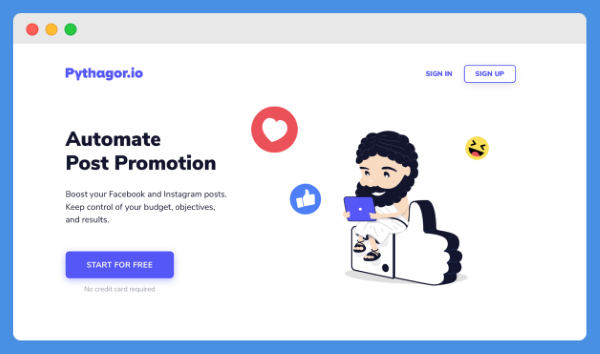 Pythagor.io
SIGN IN
SIGN UP
Automate
Post Promotion
Boost your Facebook and Instagram posts.
Keep control of your budget, objectives,
and results.
START FOR FREE
No credit card required